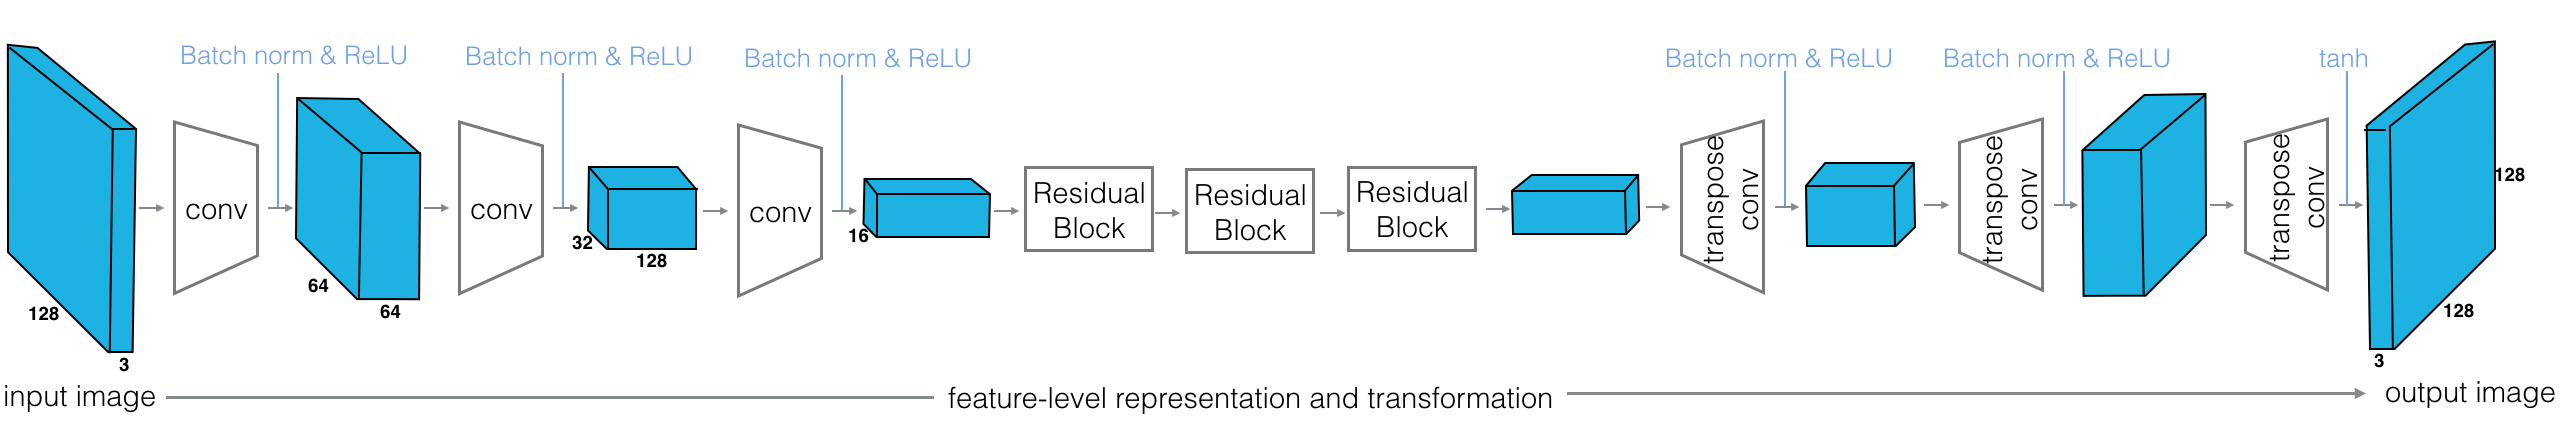 Batch norm & ReLU
Batch norm & ReLU
Batch norm & ReLU
Batch norm & ReLU
Batch norm & ReLU
tanh
conv
conv
conv
Residual
Block
Residual
Block
Residual
Block
transpose
conv
transpose
conv
transpose
conv
128
3
64
64
32
128
16
128
128
3
input image
feature-level representation and transformation
output image